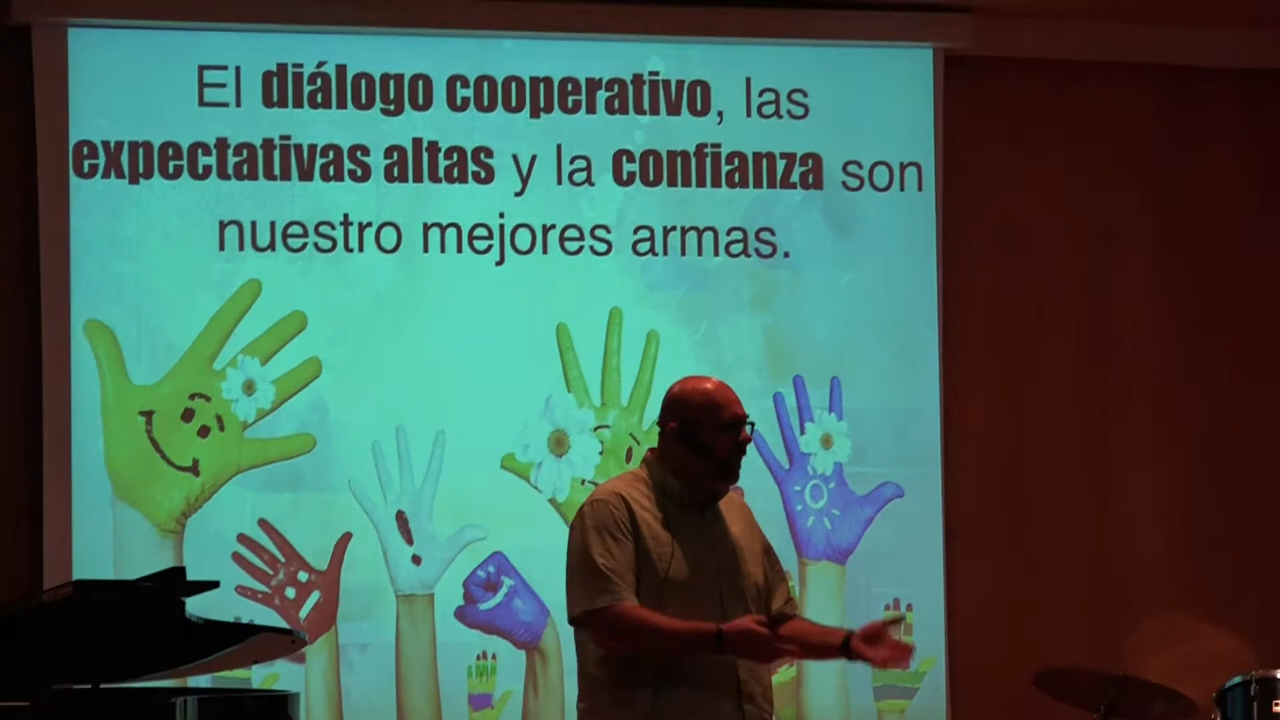 El diálogo cooperativo, las
expectativas altas y la confianza son
nuestro mejores armas.